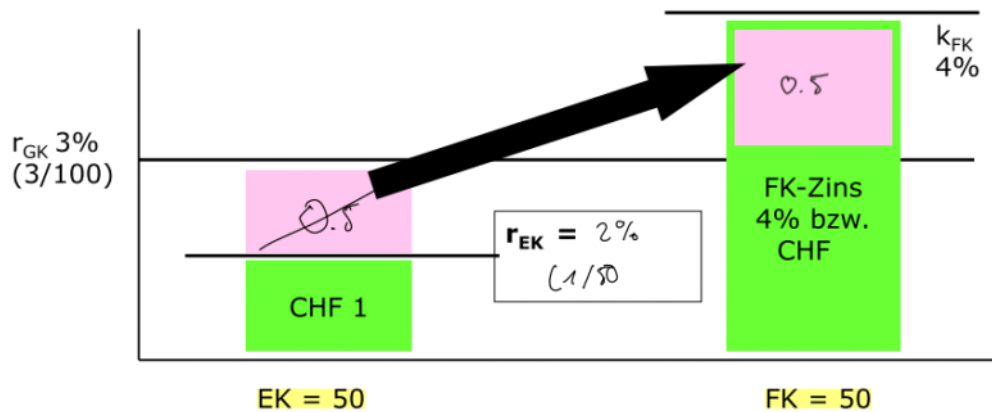 k_FK
4%
0.5
r_GK 3%
(3/100)
FK-Zins
4% bzw.
CHF
0.5
r_EK = 2%
(1/50
CHF 1
EK = 50
FK = 50